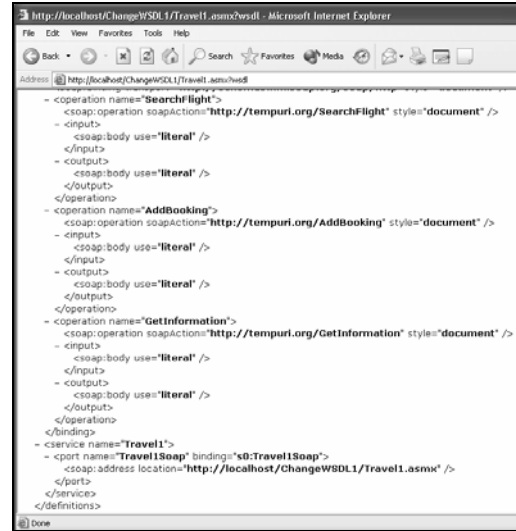 http://localhost/ChangeWSDL1/Travel1.asmx?wsdl - Microsoft Internet Explorer
File Edit View Favorites Tools Help
Back Search Favorites Media
Address http://localhost/ChangeWSDL1/Travel1.asmx?wsdl
- <operation name="SearchFlight">
<soap:operation soapAction="http://tempuri.org/SearchFlight" style="document" />
- <input>
<soap:body use="literal" />
</input>
- <output>
<soap:body use="literal" />
</output>
</operation>
- <operation name="AddBooking">
<soap:operation soapAction="http://tempuri.org/AddBooking" style="document" />
- <input>
<soap:body use="literal" />
</input>
- <output>
<soap:body use="literal" />
</output>
</operation>
- <operation name="GetInformation">
<soap:operation soapAction="http://tempuri.org/GetInformation" style="document" />
- <input>
<soap:body use="literal" />
</input>
- <output>
<soap:body use="literal" />
</output>
</operation>
</binding>
- <service name="Travel1">
- <port name="Travel1Soap" binding="s0:Travel1Soap">
<soap:address location="http://localhost/ChangeWSDL1/Travel1.asmx" />
</port>
</service>
</definitions>
Done